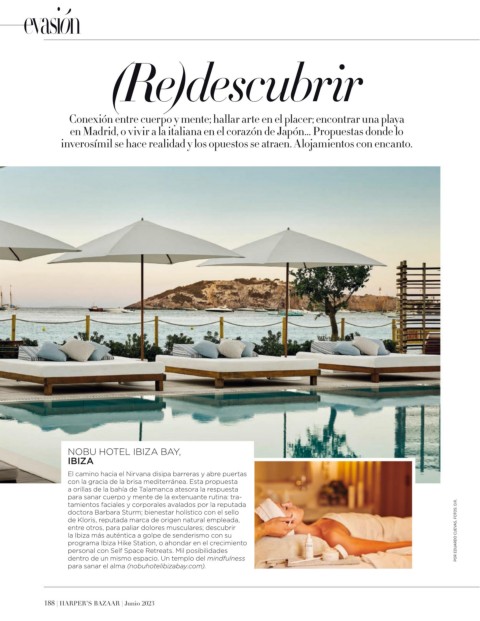 evasión
(Re)descubrir
Conexión entre cuerpo y mente; hallar arte en el placer; encontrar una playa
en Madrid, o vivir a la italiana en el corazón de Japón... Propuestas donde lo
inverosímil se hace realidad y los opuestos se atraen. Alojamientos con encanto.
NOBU HOTEL IBIZA BAY,
IBIZA
El camino hacia el Nirvana disipa barreras y abre puertas
con la gracia de la brisa mediterránea. Esta propuesta
a orillas de la bahía de Talamanca atesora la respuesta
para sanar cuerpo y mente de la extenuante rutina: tra-
tamientos faciales y corporales avalados por la reputada
doctora Barbara Sturm; bienestar holístico con el sello
de Kloris, reputada marca de origen natural empleada,
entre otros, para paliar dolores musculares; descubrir
la Ibiza más auténtica a golpe de senderismo con su
programa Ibiza Hike Station, o ahondar en el crecimiento
personal con Self Space Retreats. Mil posibilidades
dentro de un mismo espacio. Un templo del mindfulness
para sanar el alma (nobuhotelibizabay.com).
POR EDUARDO CUEVAS. FOTOS: D.R.
188 | HARPER'S BAZAAR | Junio 2023